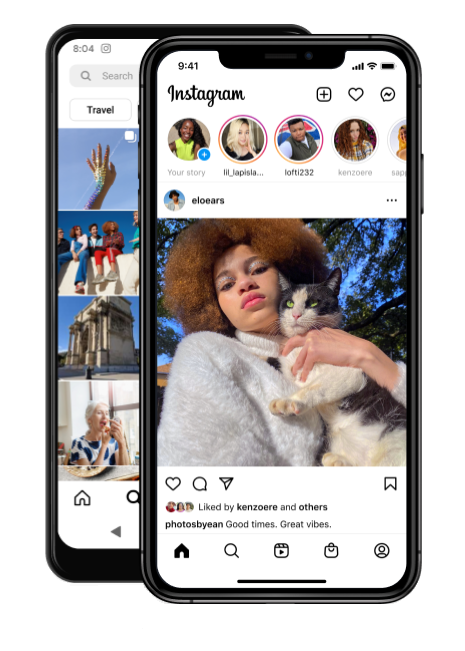 8:04
Search
Travel
9:41
Instagram
Your story
lil_lapisla...
lofti232
kenzoere
sapp
eloears
Liked by kenzoere and others
photosbyean Good times. Great vibes.